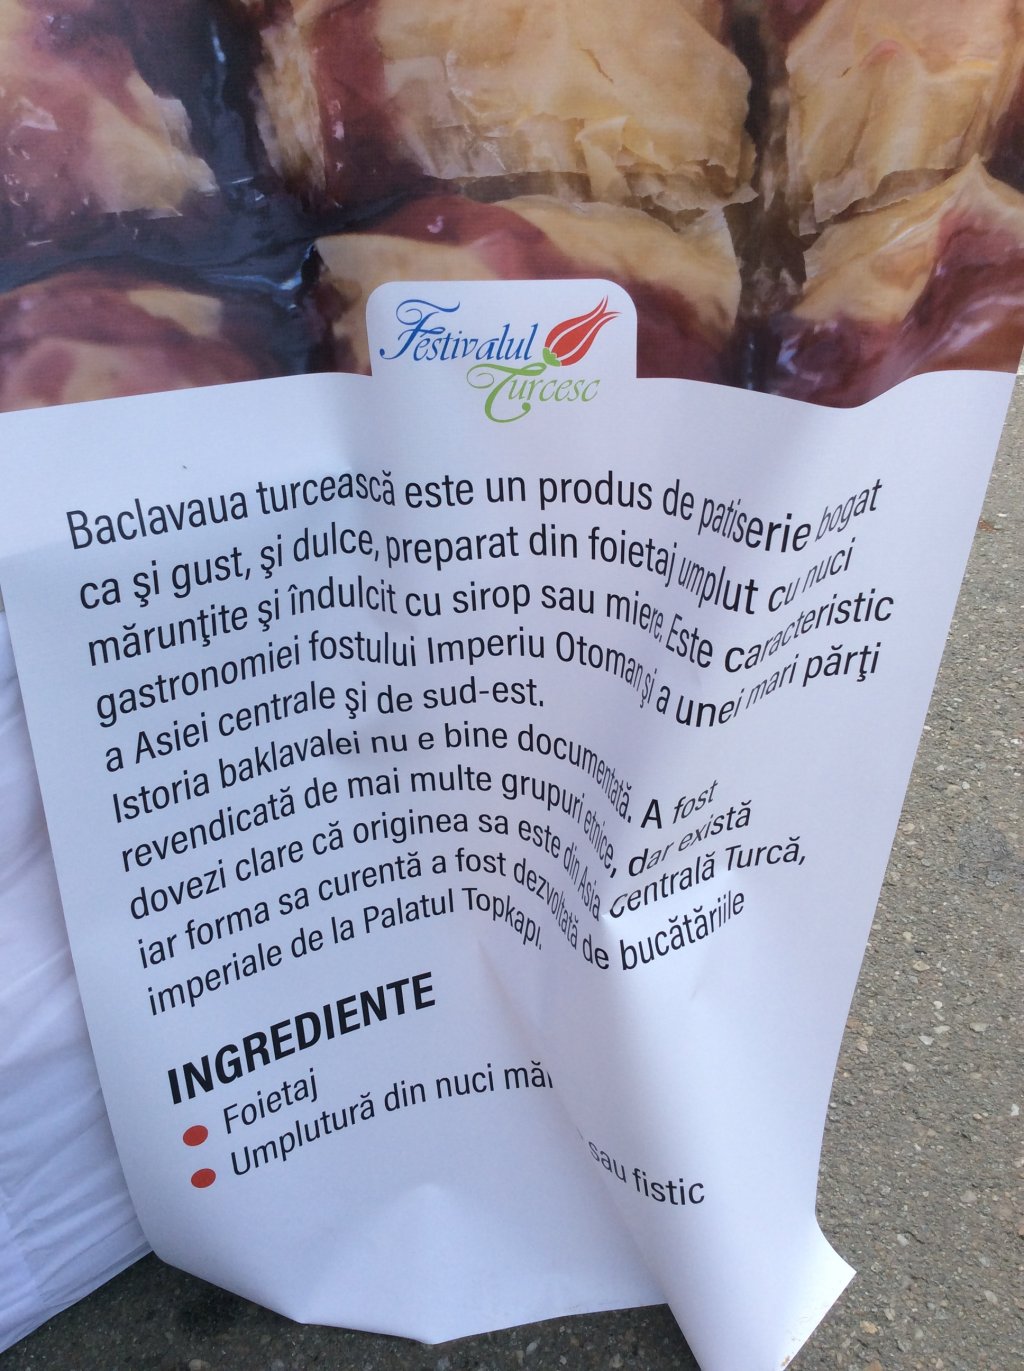 Festivalul
Turcesc
Baclavaua turcească este un produs de patiserie bogat
ca şi gust, şi dulce, preparat din foietaj umplut cu nuci
mărunţite şi îndulcit cu sirop sau miere. Este caracteristic
gastronomiei fostului Imperiu Otoman şi a unei mari părţi
a Asiei centrale şi de sud-est.
Istoria baklavalei nu e bine documentată. A fost
revendicată de mai multe grupuri etnice, dar există
dovezi clare că originea sa este din Asia centrală Turcă,
iar forma sa curentă a fost dezvoltată de bucătăriile
imperiale de la Palatul Topkapı.
INGREDIENTE
Foietaj
Umplutură din nuci sau fistic